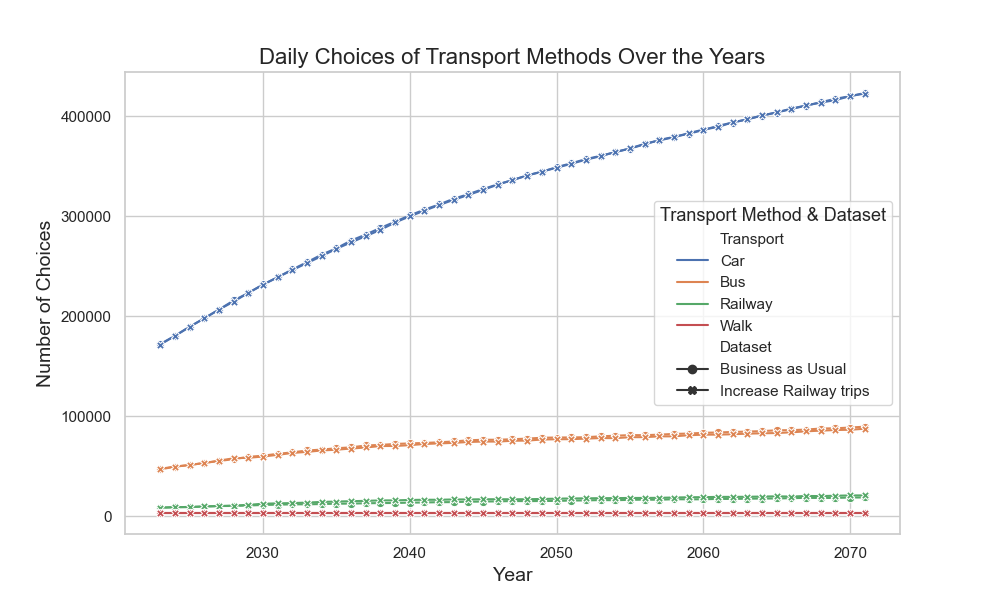 Daily Choices of Transport Methods Over the Years
400000
300000
200000
100000
0
Number of Choices
2030
2040
2050
2060
2070
Year
Transport Method & Dataset
Transport
Car
Bus
Railway
Walk
Dataset
Business as Usual
Increase Railway trips